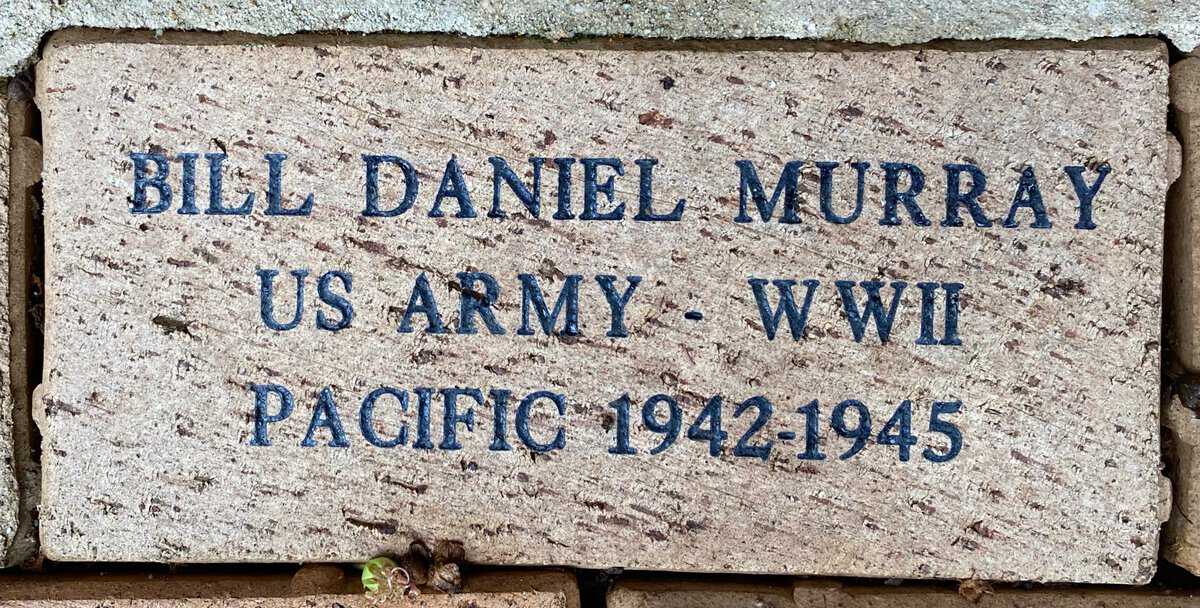 BILL DANIEL MURRAY
US ARMY - WWII
PACIFIC 1942-1945